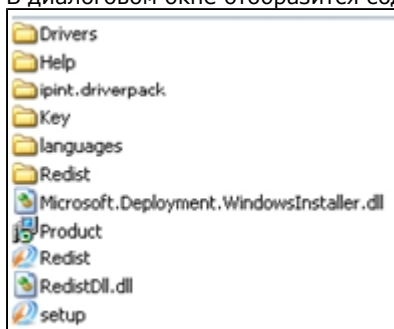 В диалоговом окне отобразится сод
Drivers
Help
ipint.driverpack
Key
languages
Redist
Microsoft.Deployment.WindowsInstaller.dll
Product
Redist
RedistDll.dll
setup